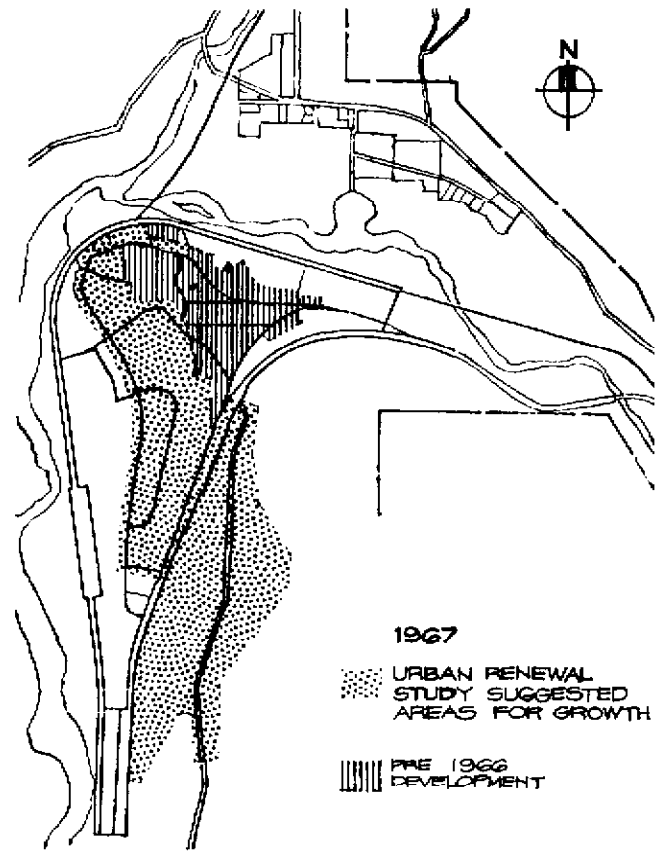 N
1967
URBAN RENEWAL
STUDY SUGGESTED
AREAS FOR GROWTH
PRE 1966
DEVELOPMENT